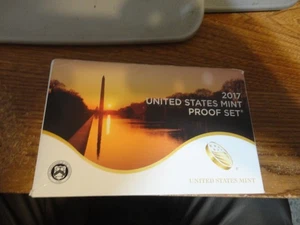 2017
UNITED STATES MINT
PROOF SET®
UNITED STATES MINT